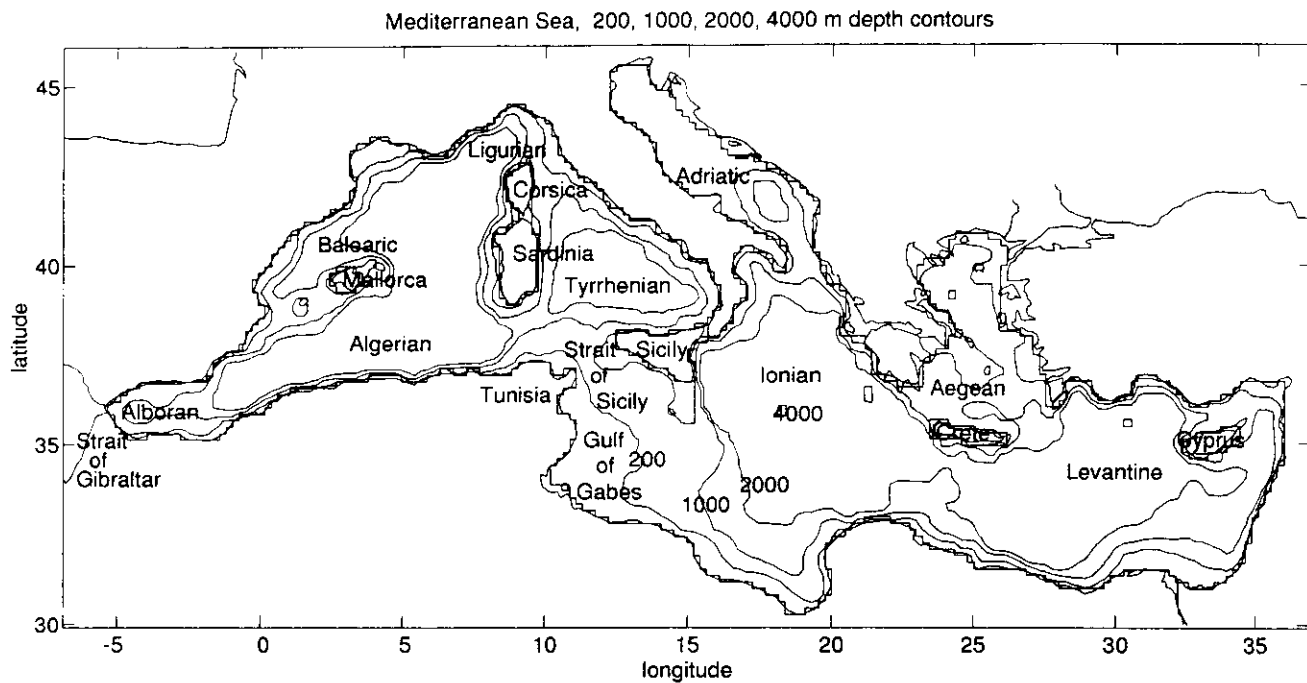 Mediterranean Sea, 200, 1000, 2000, 4000 m depth contours
45
Ligurian
Adriatic
Corsica
Balearic
Sardinia
40
Mallorca
Tyrrhenian
latitude
Algerian
Strait
of
Sicily
Sicily
Ionian
Tunisia
Aegean
4000
Alboran
35
Strait
of
Gibraltar
Gulf
of
Gabes
200
1000
2000
Crete
Cyprus
Levantine
30
-5
0
5
10
15
20
25
30
35
longitude